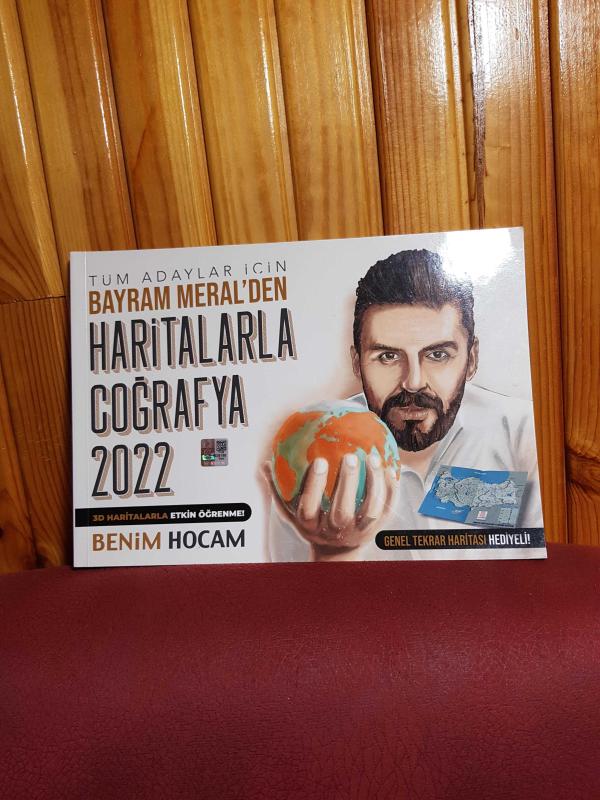 TÜM ADAYLAR İÇİN
BAYRAM MERAL'DEN
HARİTALARLA
COĞRAFYA
2022
3D HARİTALARLA ETKİN ÖĞRENME!
BENİM HOCAM
GENEL TEKRAR HARİTASI HEDİYELİ!